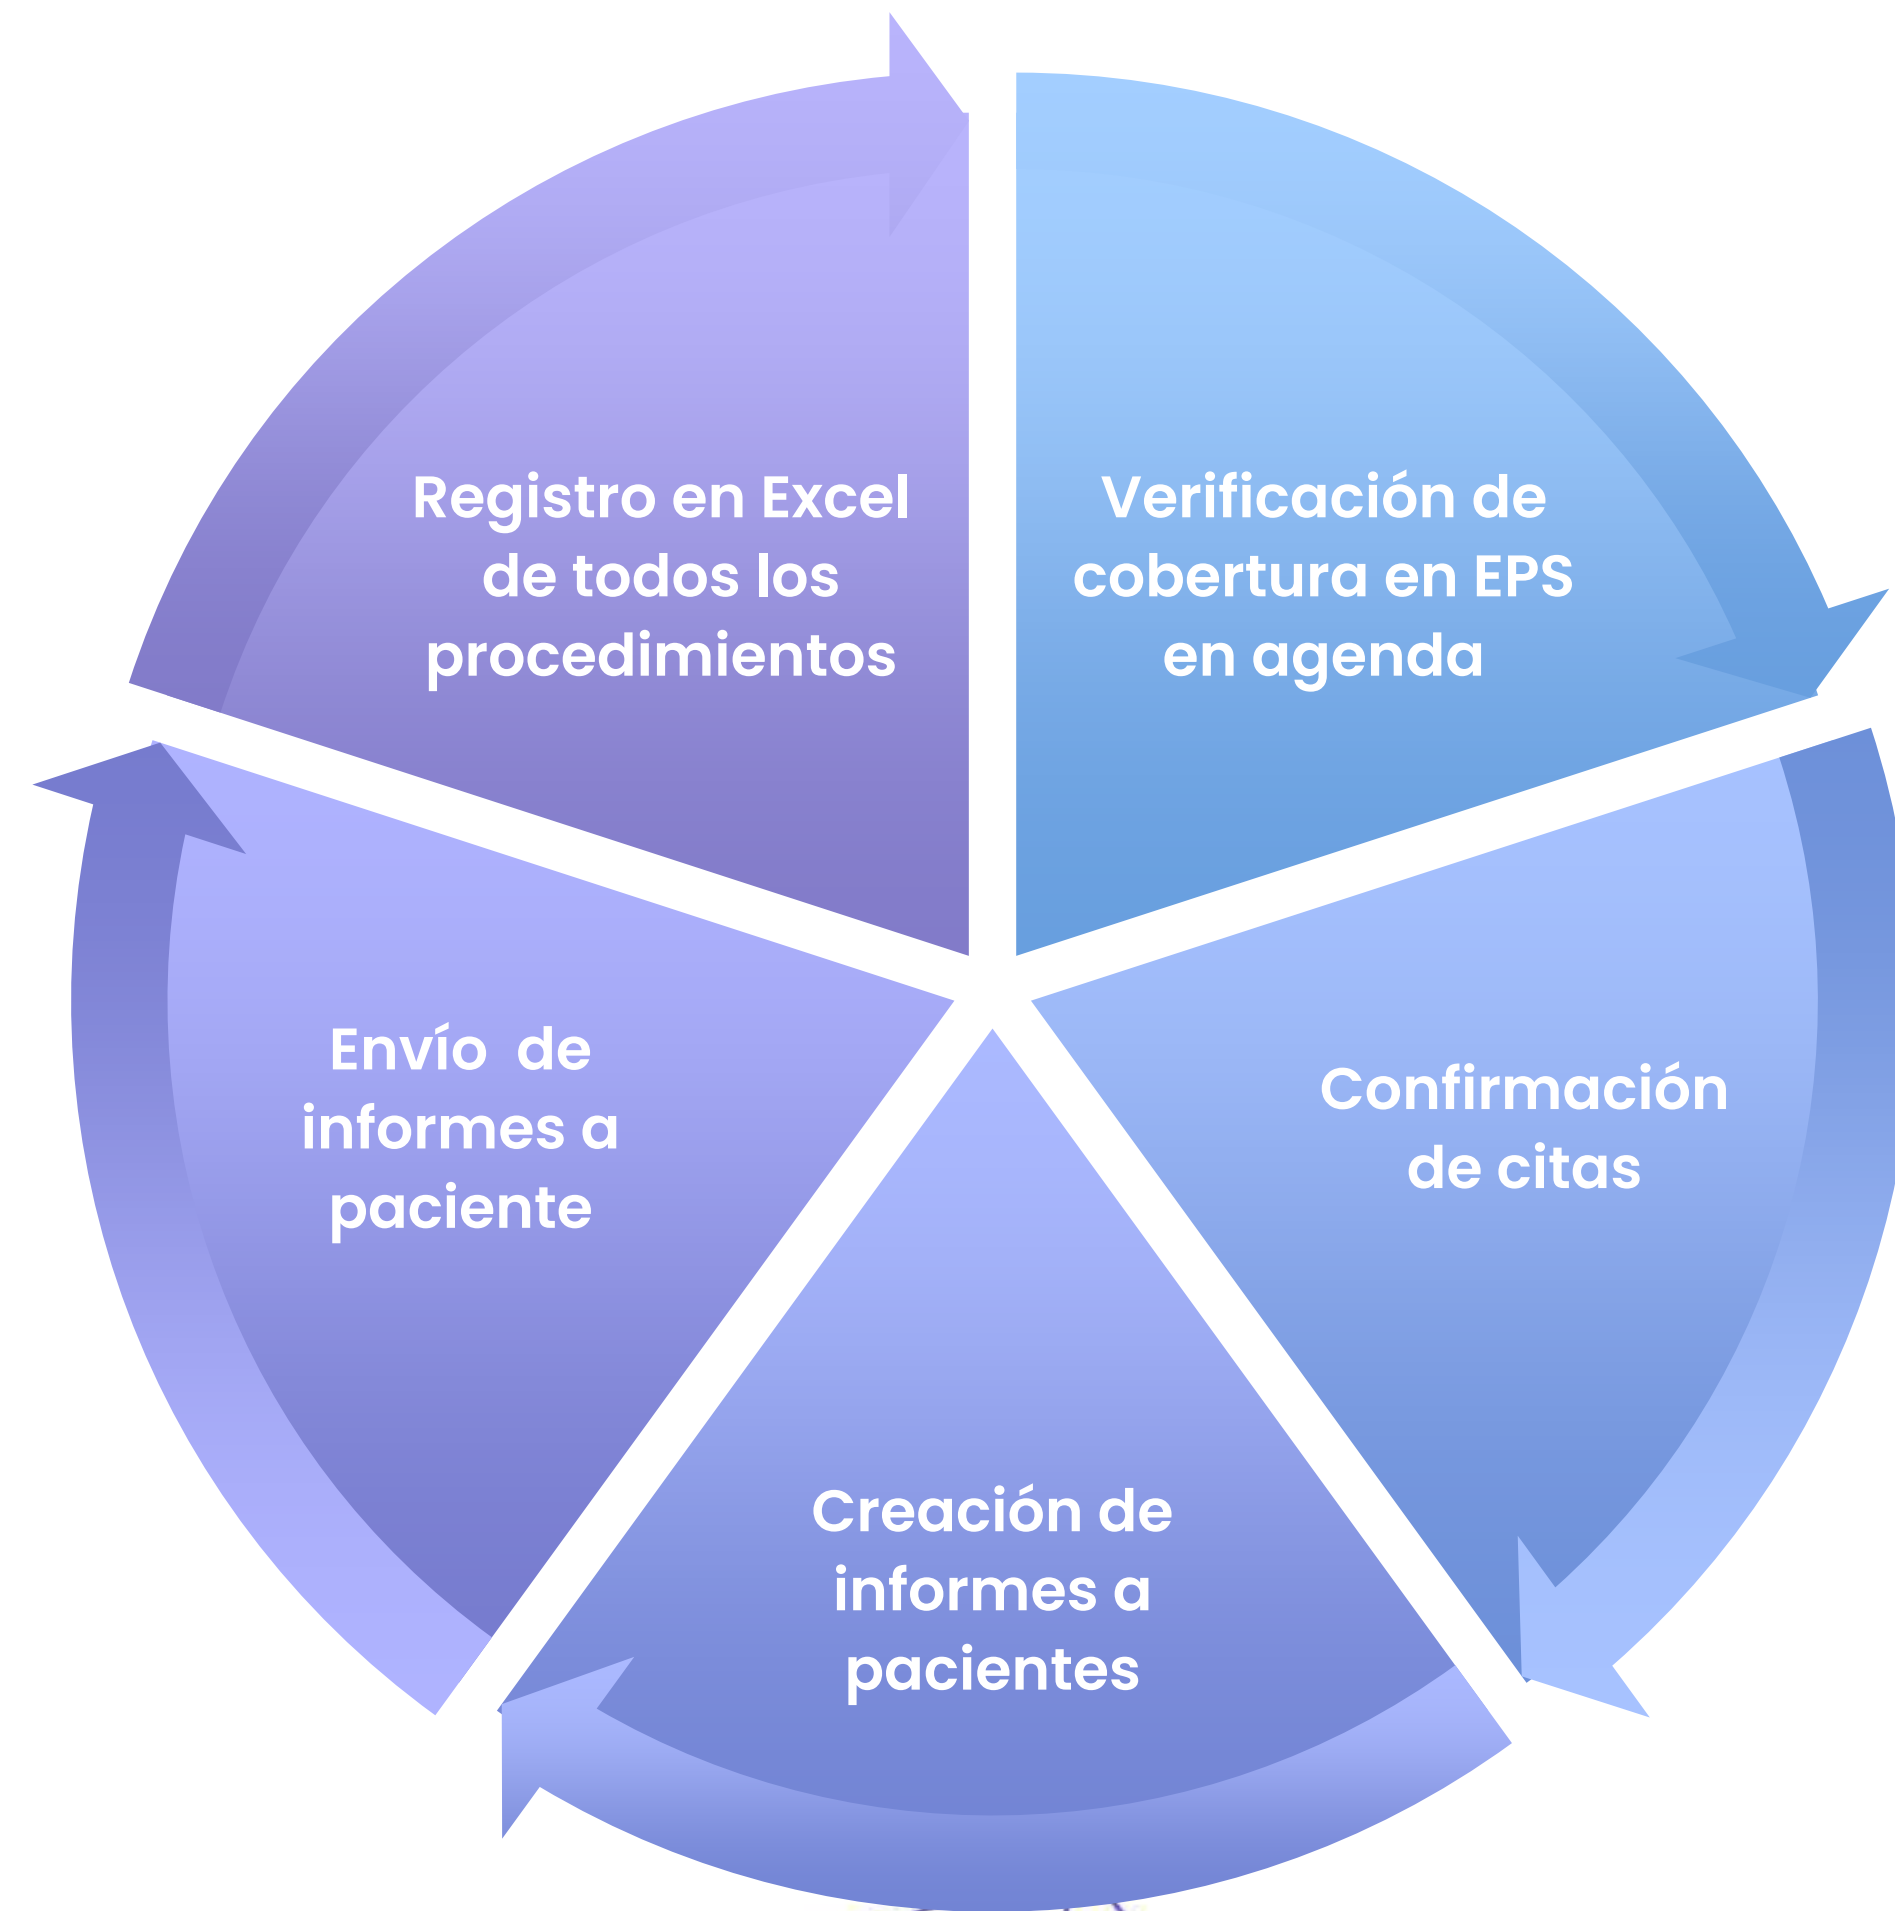 Registro en Excel
de todos los
procedimientos
Verificación de
cobertura en EPS
en agenda
Envío de
informes a
paciente
Confirmación
de citas
Creación de
informes a
pacientes